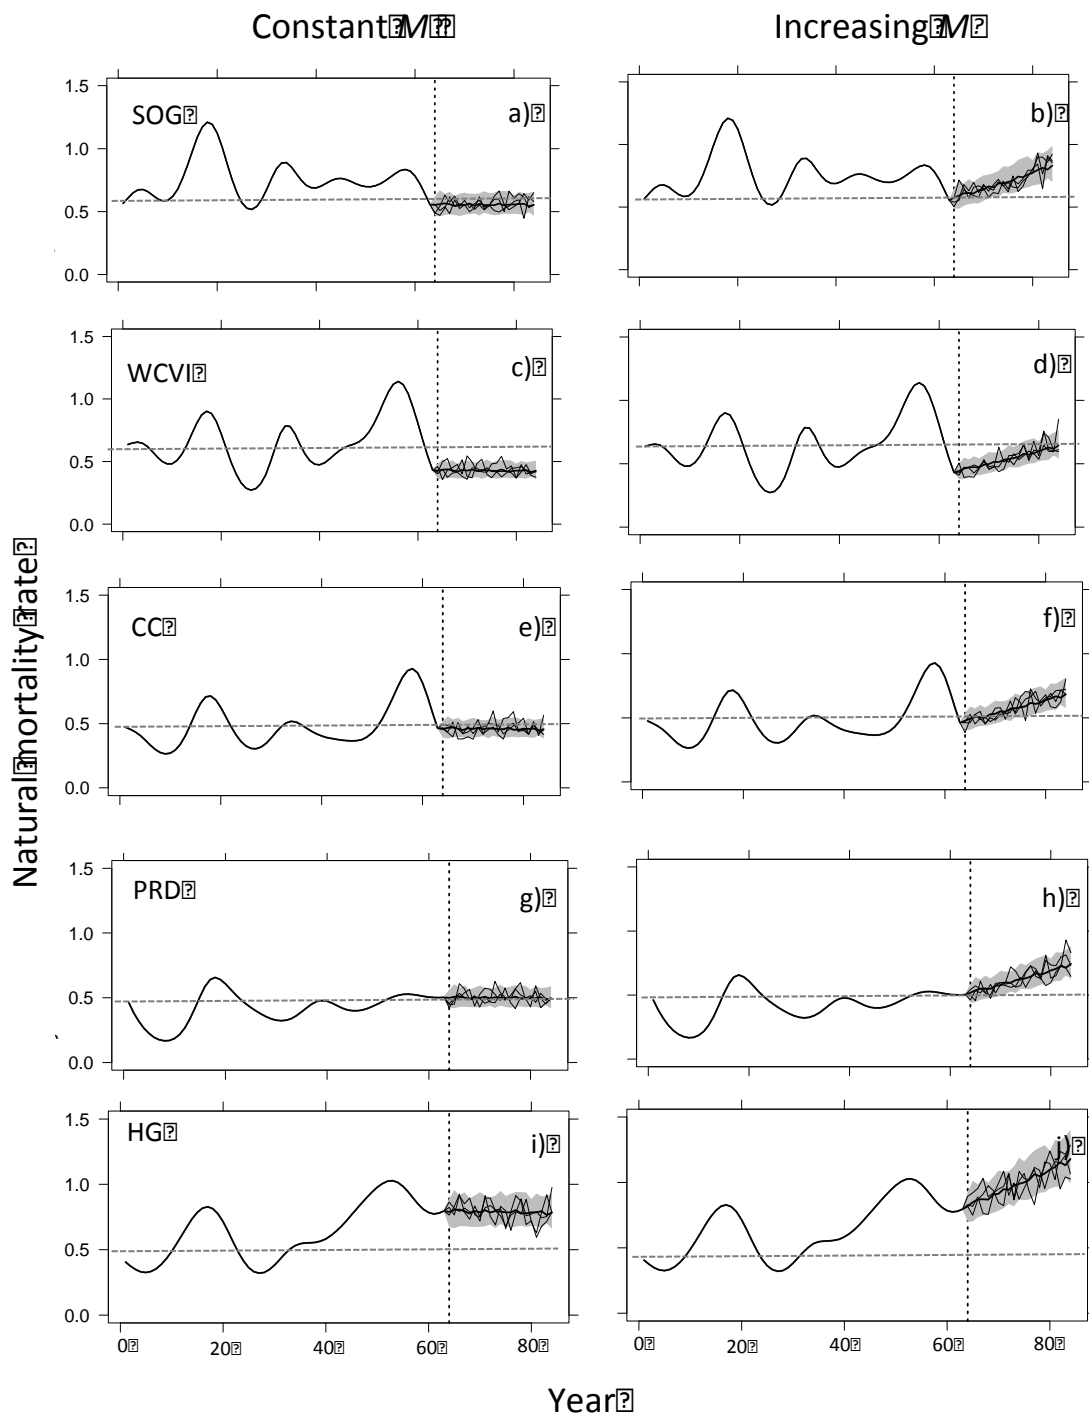 Constant M Increasing M
SOG a) b)
1.5
1.0
0.5
0.0
WCVI c) d)
1.5
1.0
0.5
0.0
CC e) f)
1.5
1.0
0.5
0.0
PRD g) h)
1.5
1.0
0.5
0.0
HG i) j)
1.5
1.0
0.5
0.0
0 20 40 60 80 0 20 40 60 80
Natural mortality rate
Year